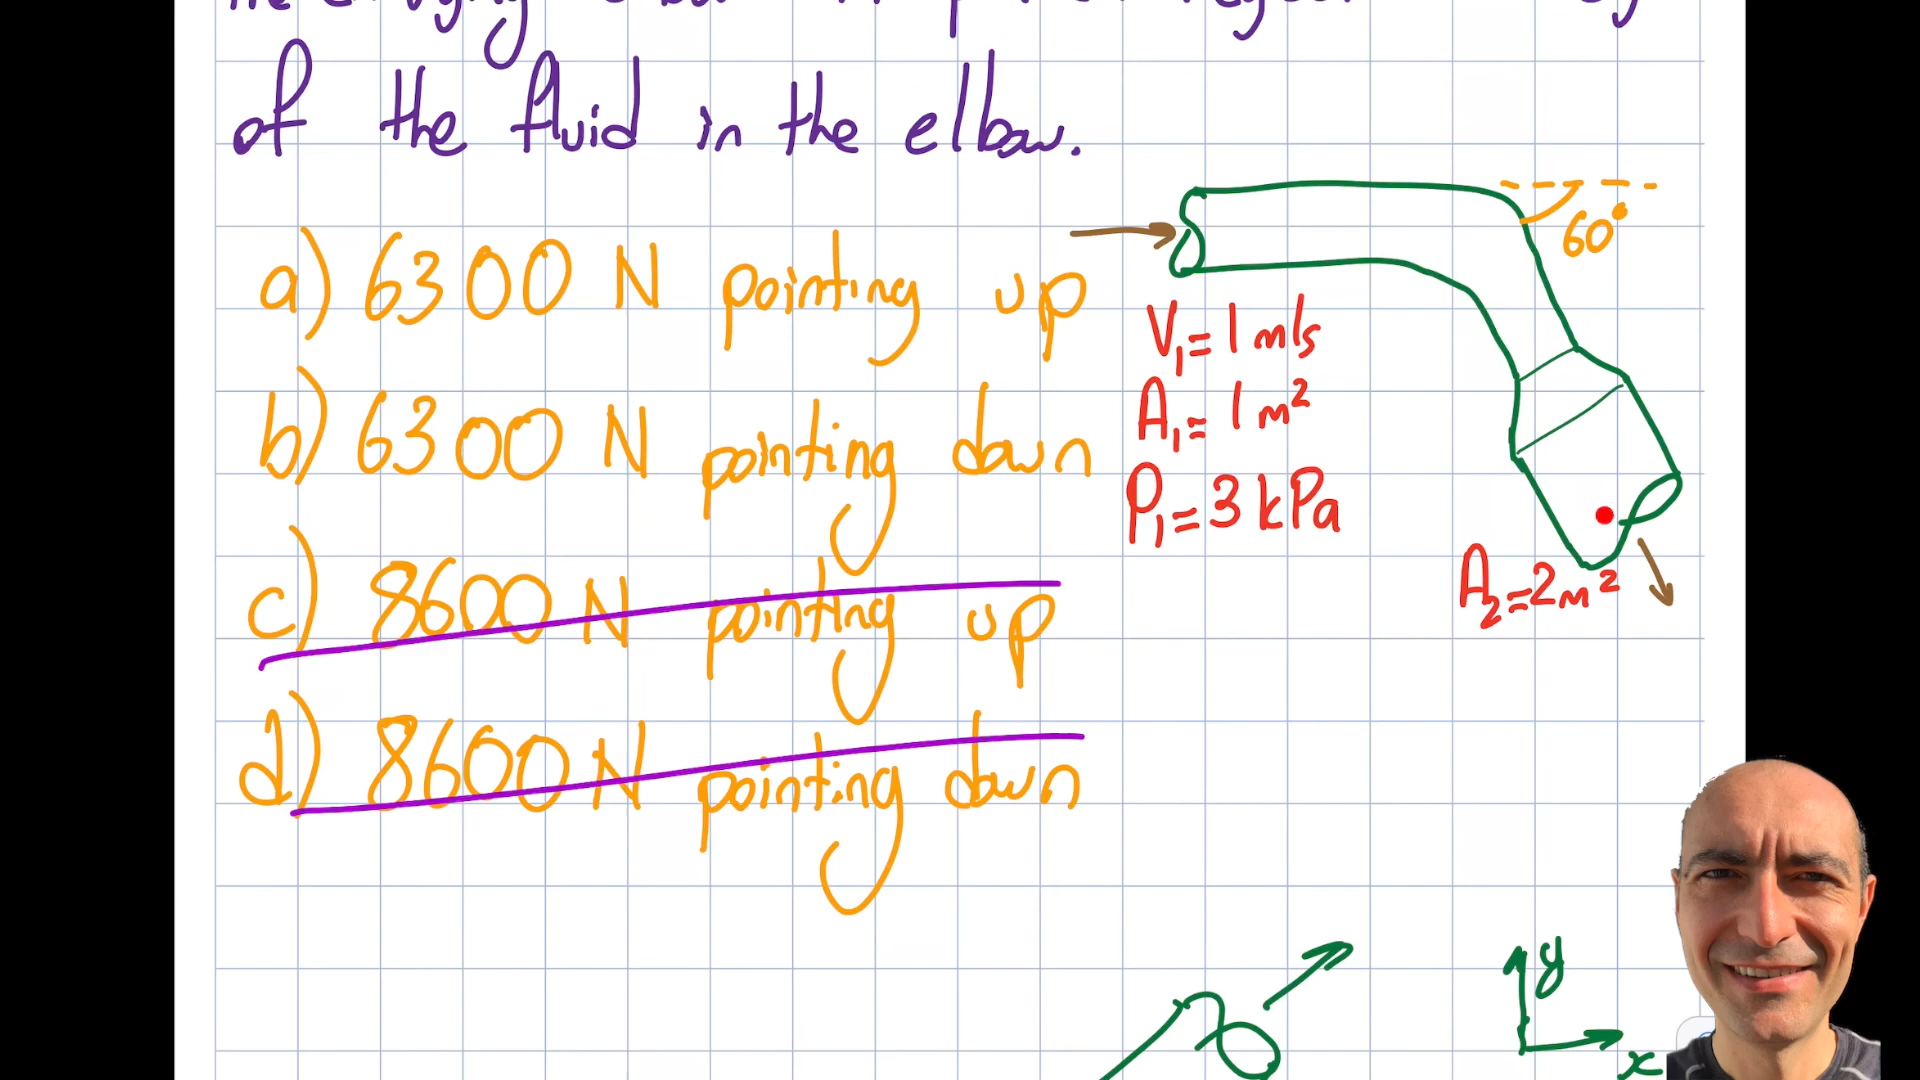 of the fluid in the elbow.
a) 6300 N pointing up
b) 6300 N pointing down
c) 8600 N pointing up
d) 8600 N pointing down
60°
V₁ = 1 m/s
A₁ = 1 m²
P₁ = 3 kPa
A₂ = 2 m²
y
x